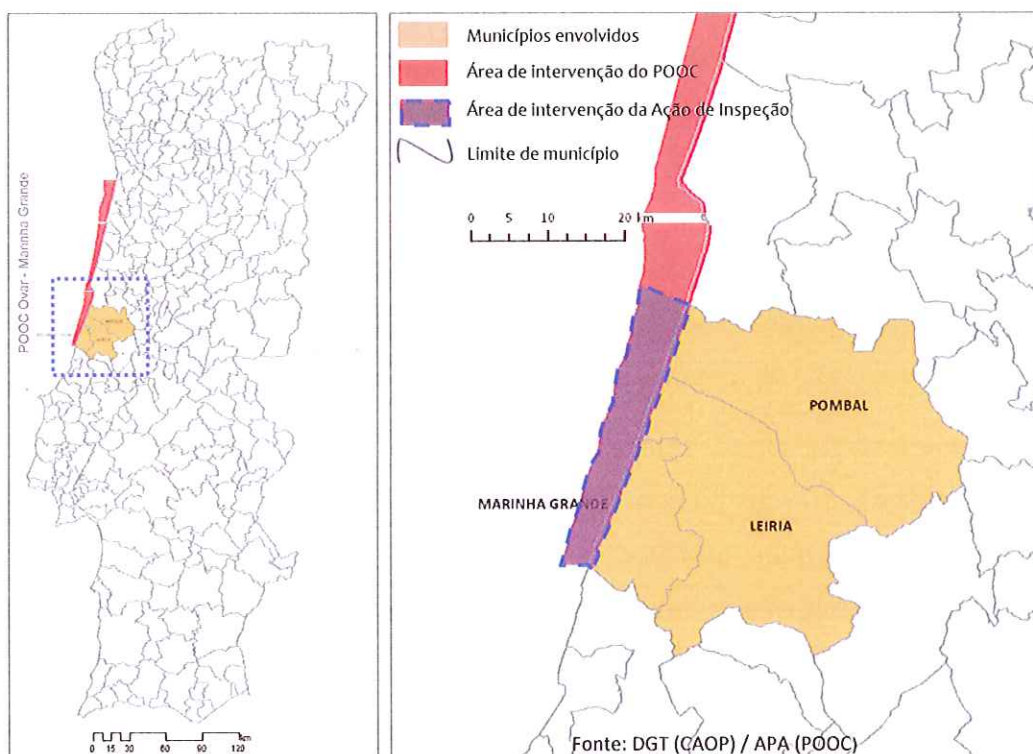 POOC Ovar - Marinha Grande
km
0 15 30 60 90 120
Municípios envolvidos
Área de intervenção do POOC
Área de intervenção da Ação de Inspeção
Limite de município
0 5 10 20 km
POMBAL
MARINHA GRANDE
LEIRIA
Fonte: DGT (CAOP) / APA (POOC)